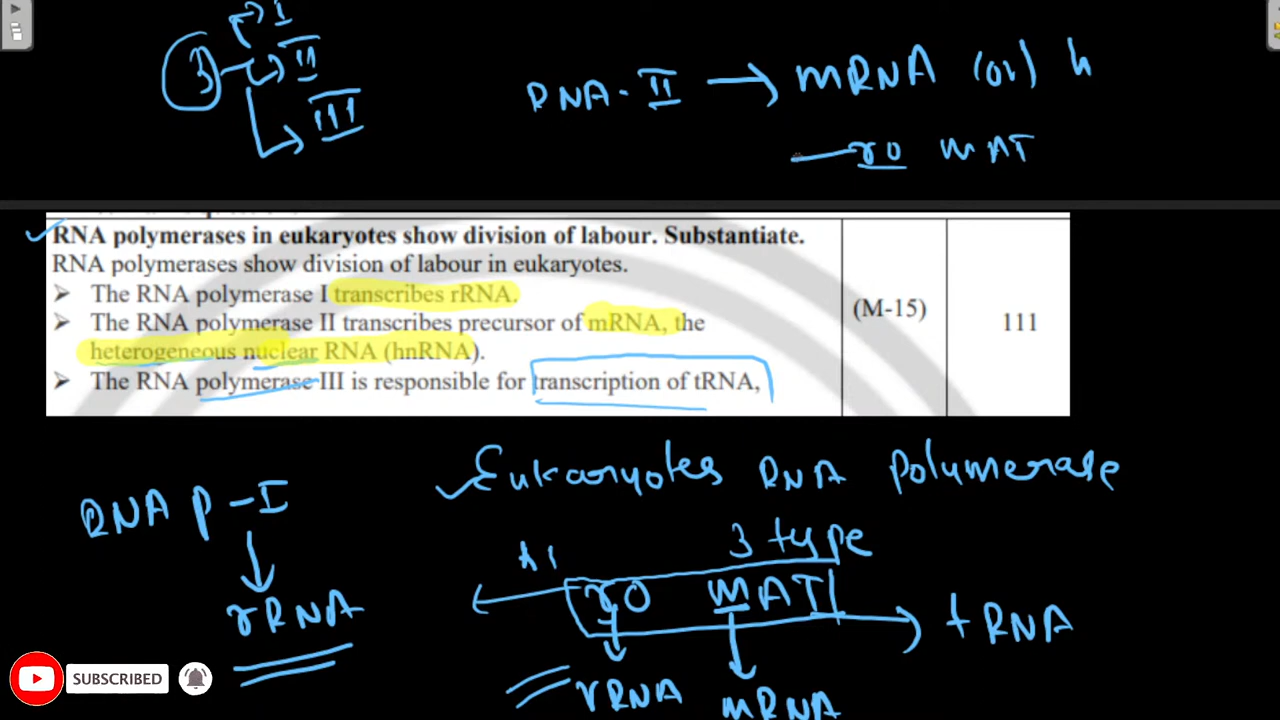 I
3 II
III
RNA - II → mRNA (or) h
ro MAT
RNA polymerases in eukaryotes show division of labour. Substantiate.
RNA polymerases show division of labour in eukaryotes.
➢ The RNA polymerase I transcribes rRNA.
➢ The RNA polymerase II transcribes precursor of mRNA, the
heterogeneous nuclear RNA (hnRNA).
➢ The RNA polymerase III is responsible for transcription of tRNA,
(M-15)
111
Eukaryotes RNA polymerase
RNA p - I
3 type
rO MAT
rRNA
tRNA
rRNA mRNA
SUBSCRIBED